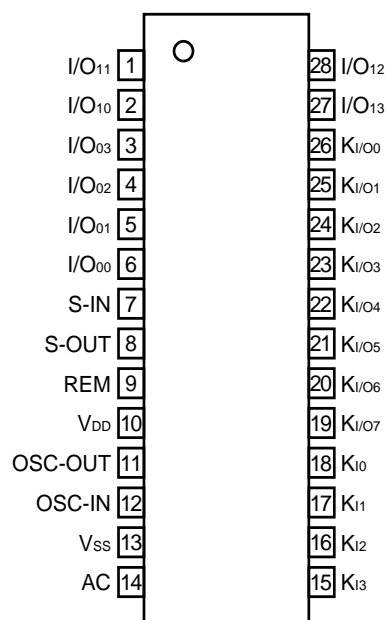 I/O11 1 28 I/O12
I/O10 2 27 I/O13
I/O03 3 26 KI/O0
I/O02 4 25 KI/O1
I/O01 5 24 KI/O2
I/O00 6 23 KI/O3
S-IN 7 22 KI/O4
S-OUT 8 21 KI/O5
REM 9 20 KI/O6
VDD 10 19 KI/O7
OSC-OUT 11 18 KI0
OSC-IN 12 17 KI1
VSS 13 16 KI2
AC 14 15 KI3